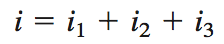 i = i₁ + i₂ + i₃